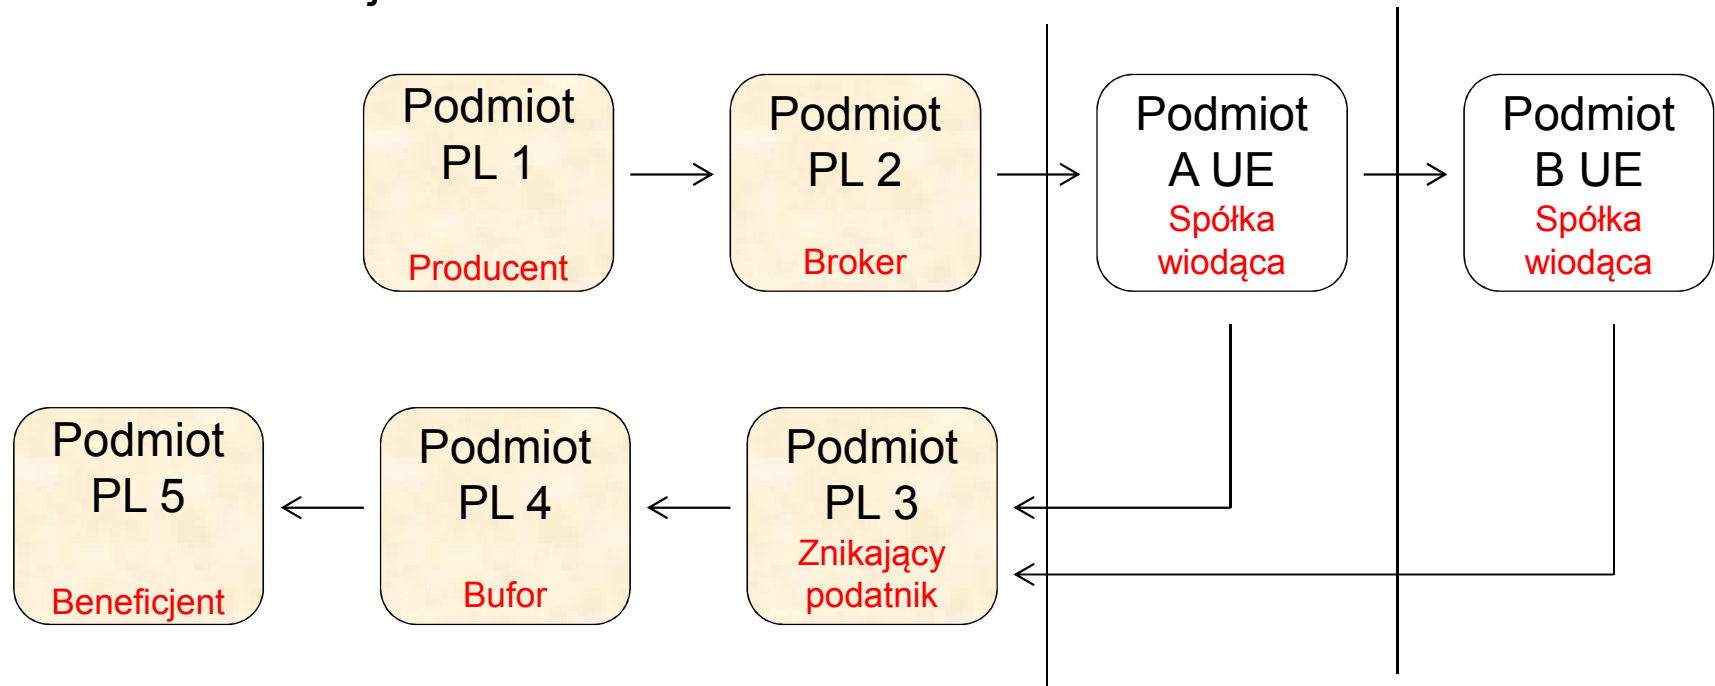 Podmiot
PL 1
Producent
Podmiot
PL 2
Broker
Podmiot
A UE
Spółka
wiodąca
Podmiot
B UE
Spółka
wiodąca
Podmiot
PL 5
Beneficjent
Podmiot
PL 4
Bufor
Podmiot
PL 3
Znikający
podatnik